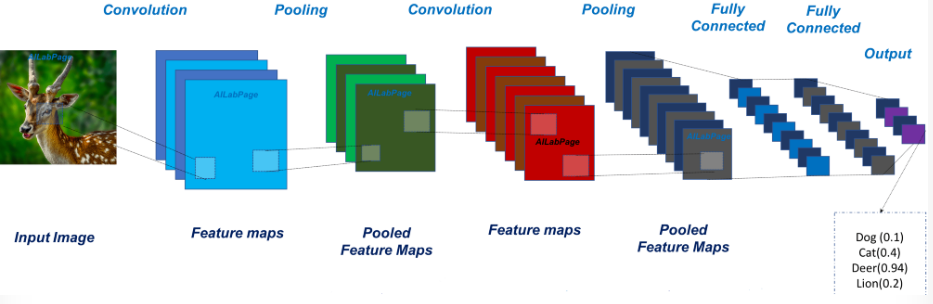 Convolution
Pooling
Convolution
Pooling
Fully
Connected
Fully
Connected
Output
AILabPage
AILabPage
AILabPage
AILabPage
AILabPage
Input Image
Feature maps
Pooled
Feature Maps
Feature maps
Pooled
Feature Maps
Dog (0.1)
Cat(0.4)
Deer(0.94)
Lion(0.2)